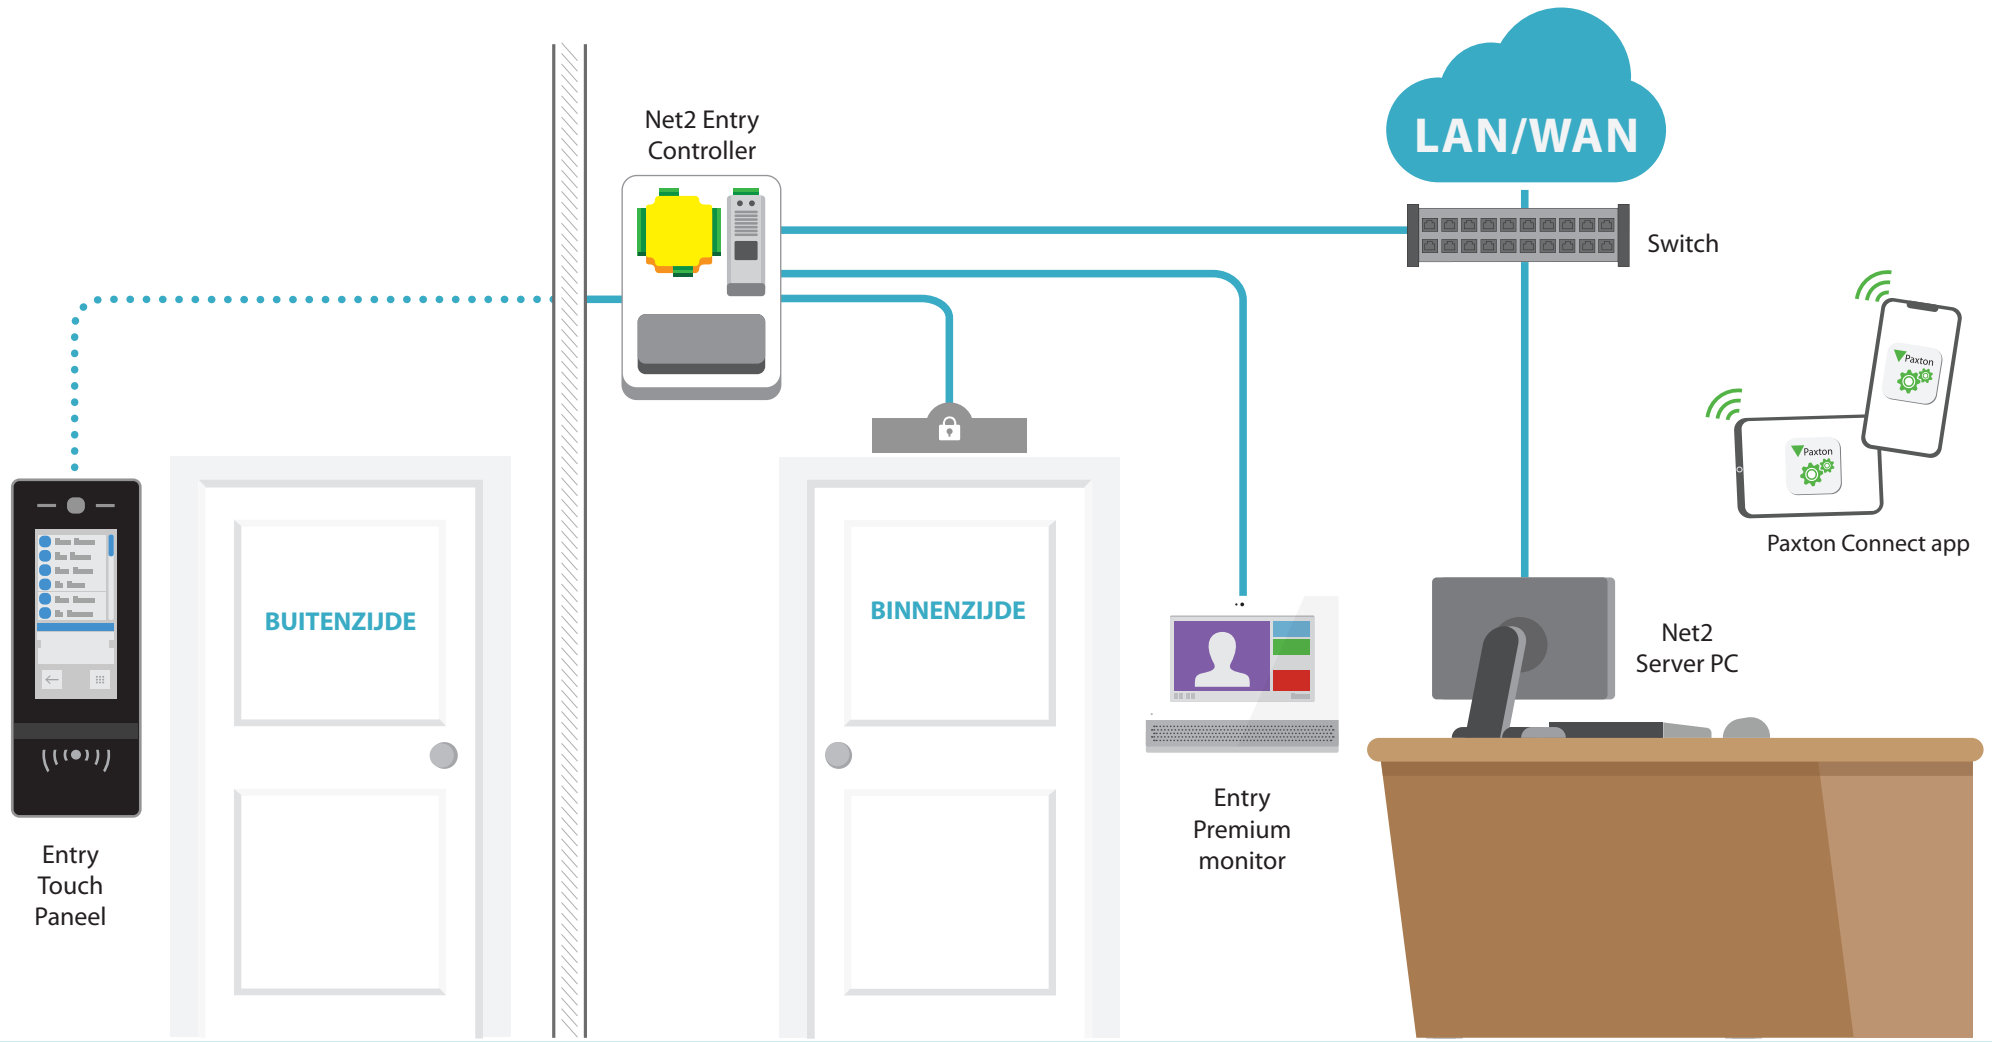 Net2 Entry
Controller
LAN/WAN
Switch
Paxton
Paxton
Paxton Connect app
BUITENZIJDE
BINNENZIJDE
Net2
Server PC
Entry
Premium
monitor
Entry
Touch
Paneel